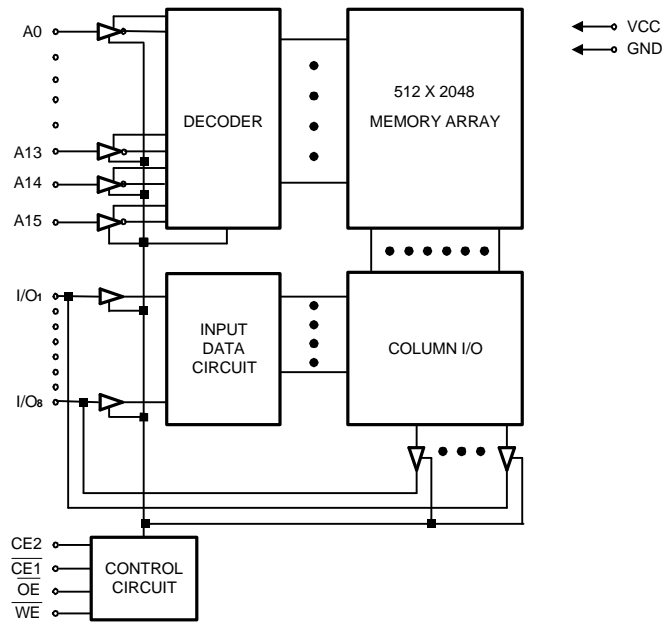 A0
VCC
GND
DECODER
512 X 2048
MEMORY ARRAY
A13
A14
A15
I/O1
INPUT
DATA
CIRCUIT
COLUMN I/O
I/O8
CE2
CE1
OE
WE
CONTROL
CIRCUIT